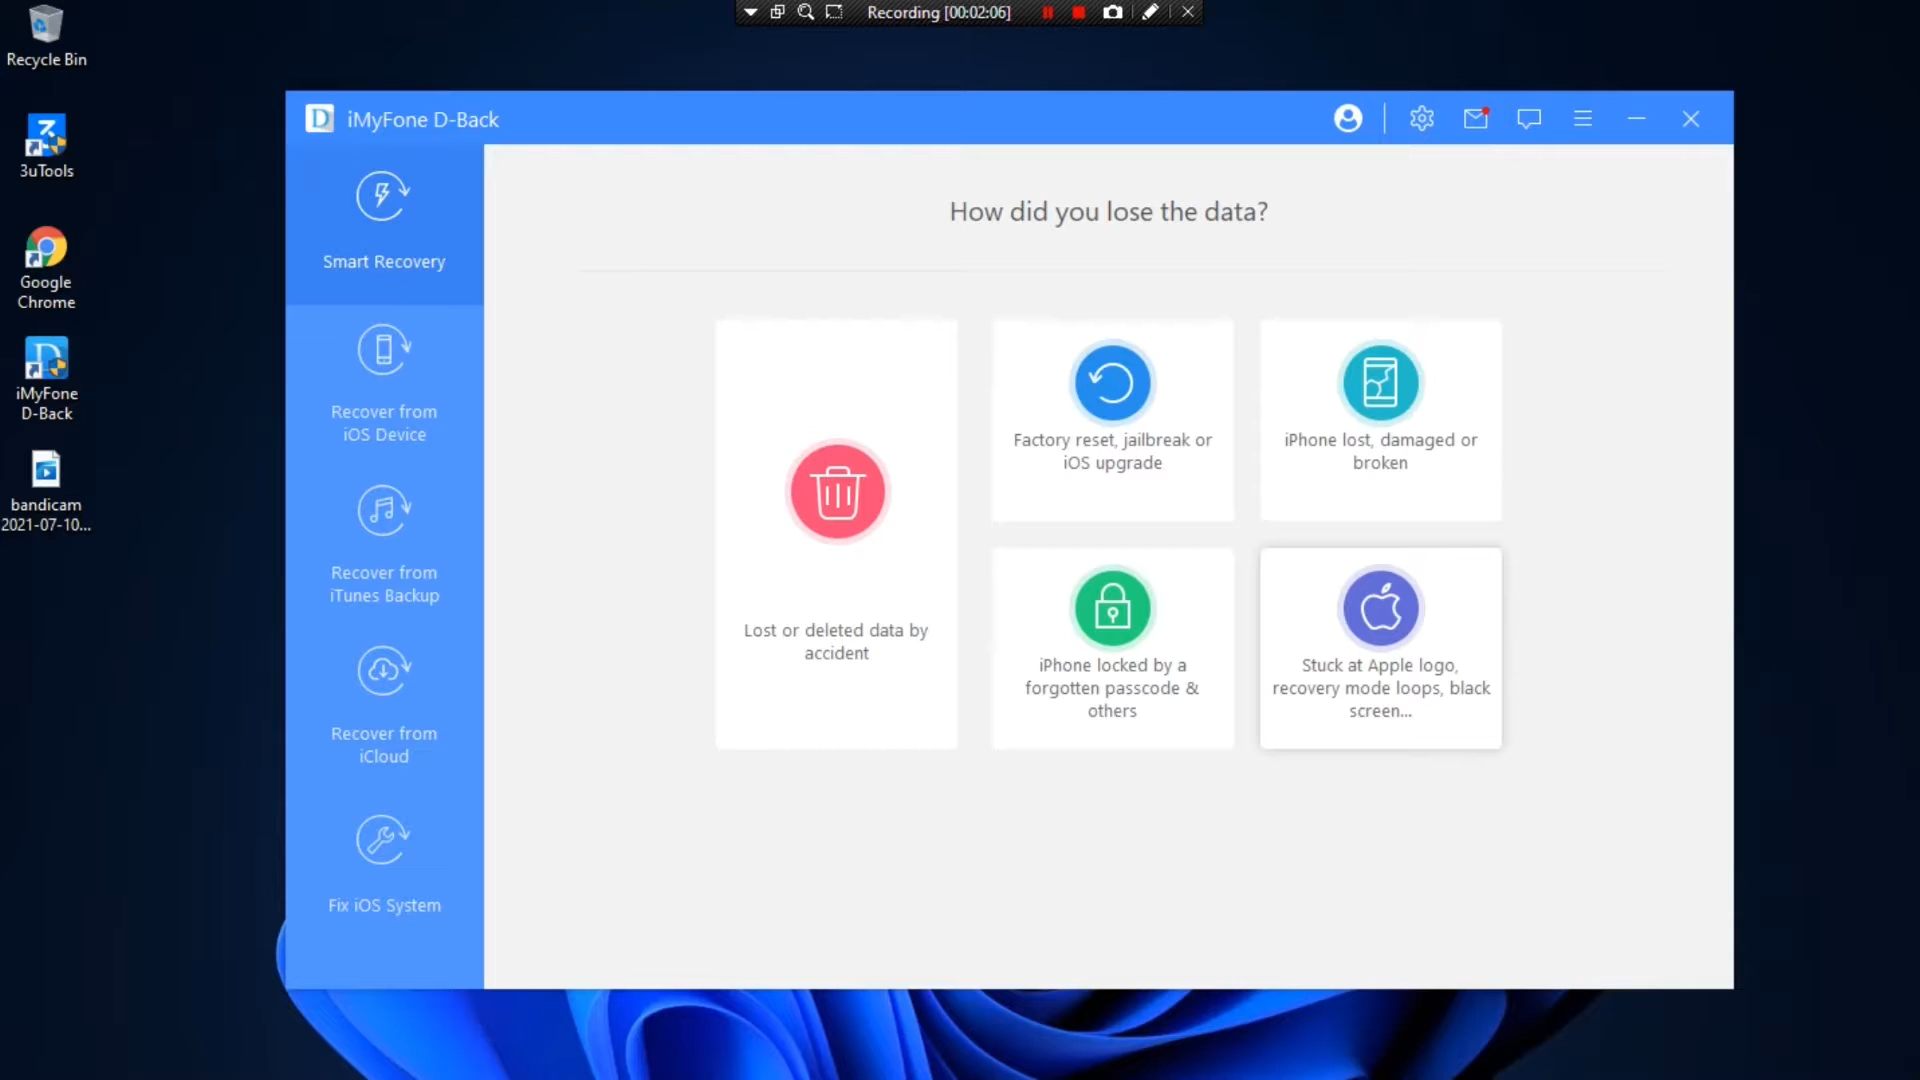 Recording [00:02:06]
Recycle Bin
3uTools
Google
Chrome
iMyFone
D-Back
bandicam
2021-07-10...
D iMyFone D-Back
Smart Recovery
Recover from
iOS Device
Recover from
iTunes Backup
Recover from
iCloud
Fix iOS System
How did you lose the data?
Lost or deleted data by
accident
Factory reset, jailbreak or
iOS upgrade
iPhone lost, damaged or
broken
iPhone locked by a
forgotten passcode &
others
Stuck at Apple logo,
recovery mode loops, black
screen...